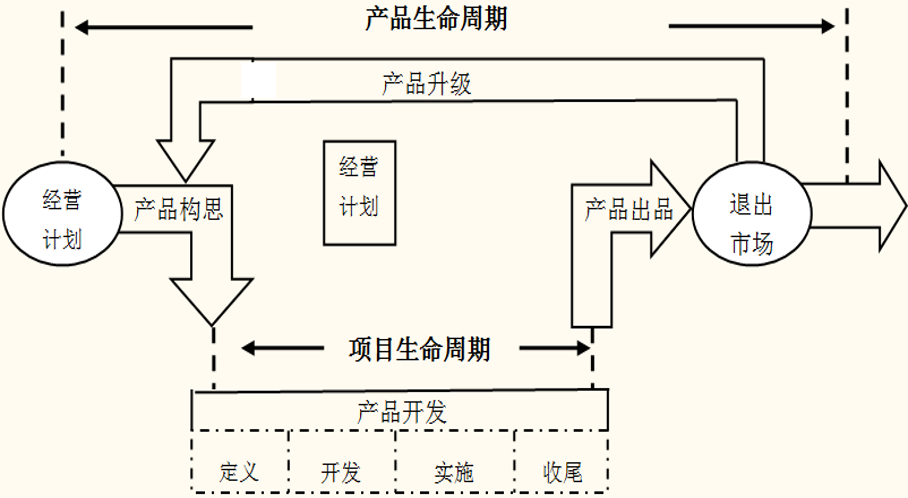 产品生命周期
产品升级
经营
计划
产品构思
经营
计划
产品出品
退出
市场
项目生命周期
产品开发
定义
开发
实施
收尾